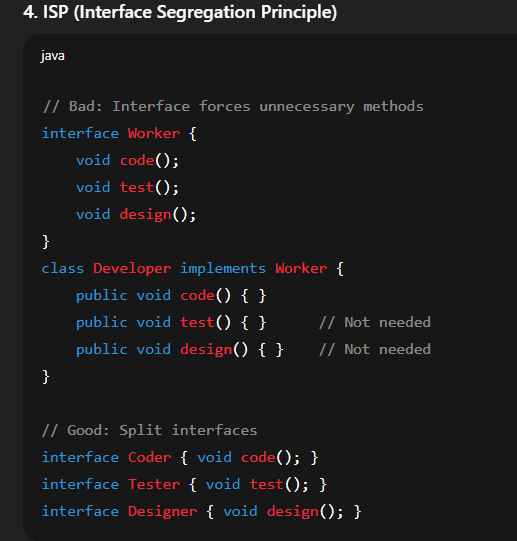 4. ISP (Interface Segregation Principle)
java
// Bad: Interface forces unnecessary methods
interface Worker {
    void code();
    void test();
    void design();
}
class Developer implements Worker {
    public void code() { }
    public void test() { }      // Not needed
    public void design() { }    // Not needed
}

// Good: Split interfaces
interface Coder { void code(); }
interface Tester { void test(); }
interface Designer { void design(); }